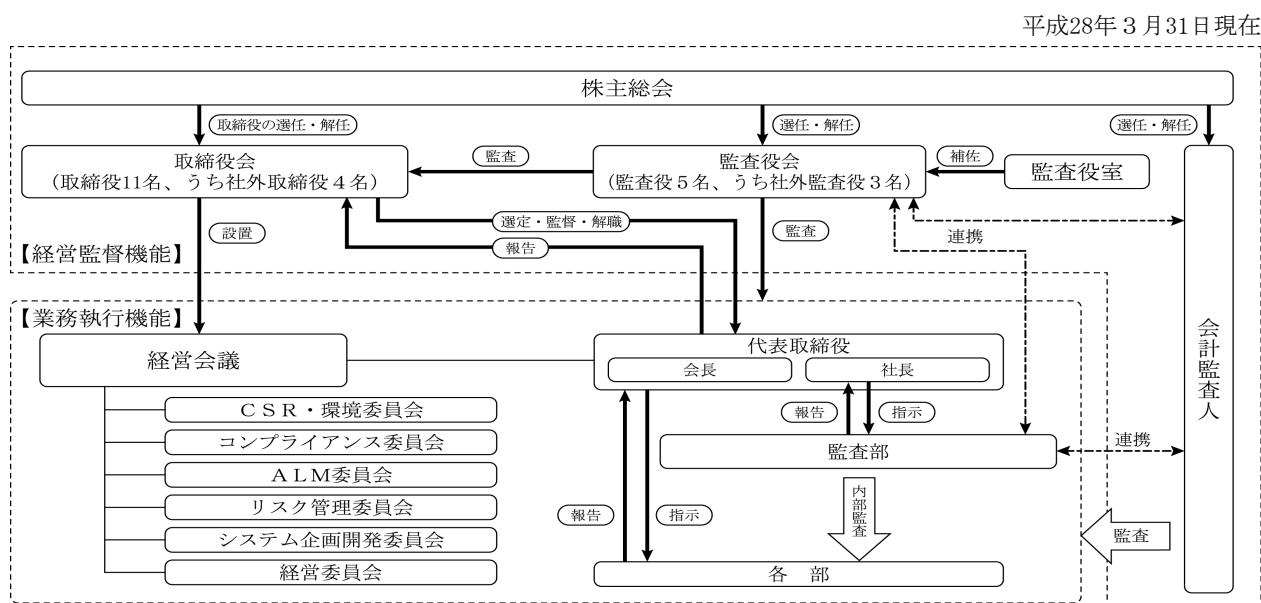 平成28年３月31日現在
株主総会
取締役の選任・解任
選任・解任
選任・解任
取締役会
（取締役11名、うち社外取締役４名）
監査
監査役会
（監査役５名、うち社外監査役３名）
補佐
監査役室
設置
選定・監督・解職
報告
監査
連携
【経営監督機能】
【業務執行機能】
経営会議
代表取締役
会長
社長
会計監査人
ＣＳＲ・環境委員会
コンプライアンス委員会
ＡＬＭ委員会
リスク管理委員会
システム企画開発委員会
経営委員会
報告
指示
監査部
連携
報告
指示
内部監査
監査
各　部